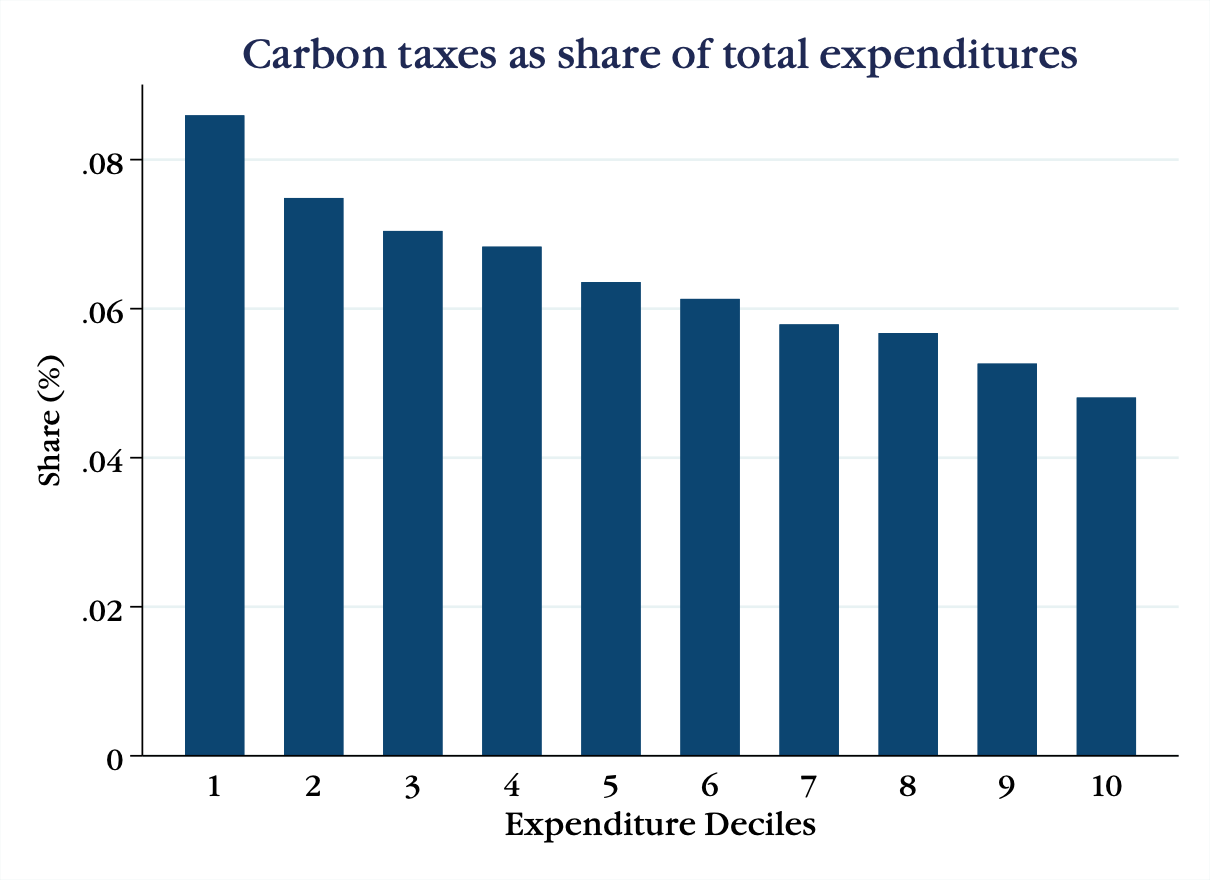 Carbon taxes as share of total expenditures
.08
.06
.04
.02
0
Share (%)
1 2 3 4 5 6 7 8 9 10
Expenditure Deciles